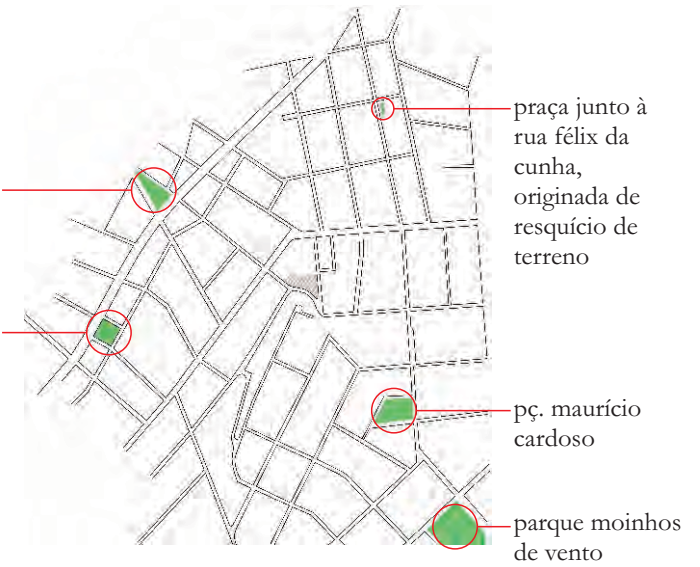 praça junto à
rua félix da
cunha,
originada de
resquício de
terreno
pç. maurício
cardoso
parque moinhos
de vento